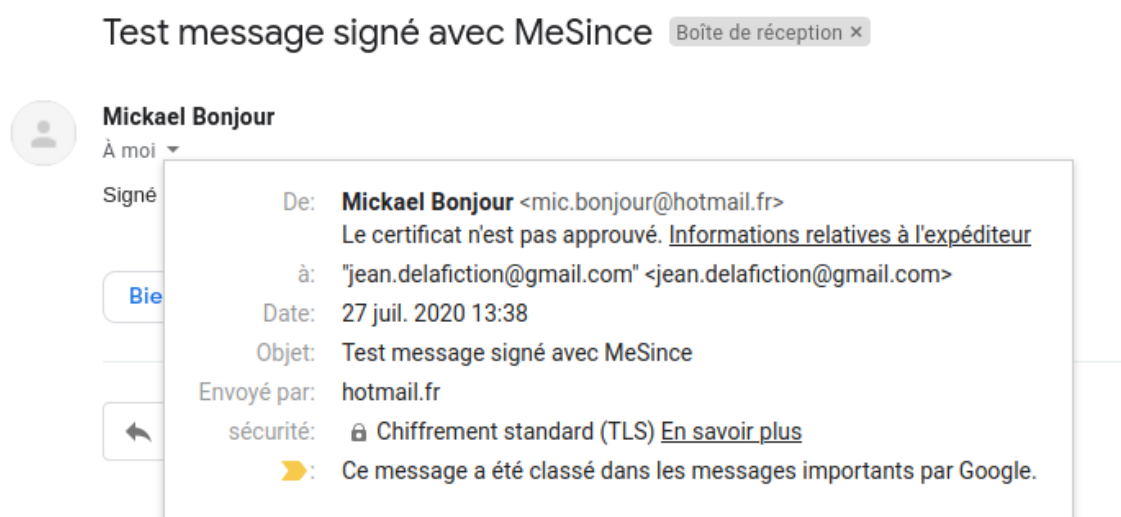 Test message signé avec MeSince Boîte de réception ×
Mickael Bonjour
À moi
Signé
De: Mickael Bonjour <mic.bonjour@hotmail.fr>
Le certificat n'est pas approuvé. Informations relatives à l'expéditeur
à: "jean.delafiction@gmail.com" <jean.delafiction@gmail.com>
Bie
Date: 27 juil. 2020 13:38
Objet: Test message signé avec MeSince
Envoyé par: hotmail.fr
sécurité: Chiffrement standard (TLS) En savoir plus
: Ce message a été classé dans les messages importants par Google.